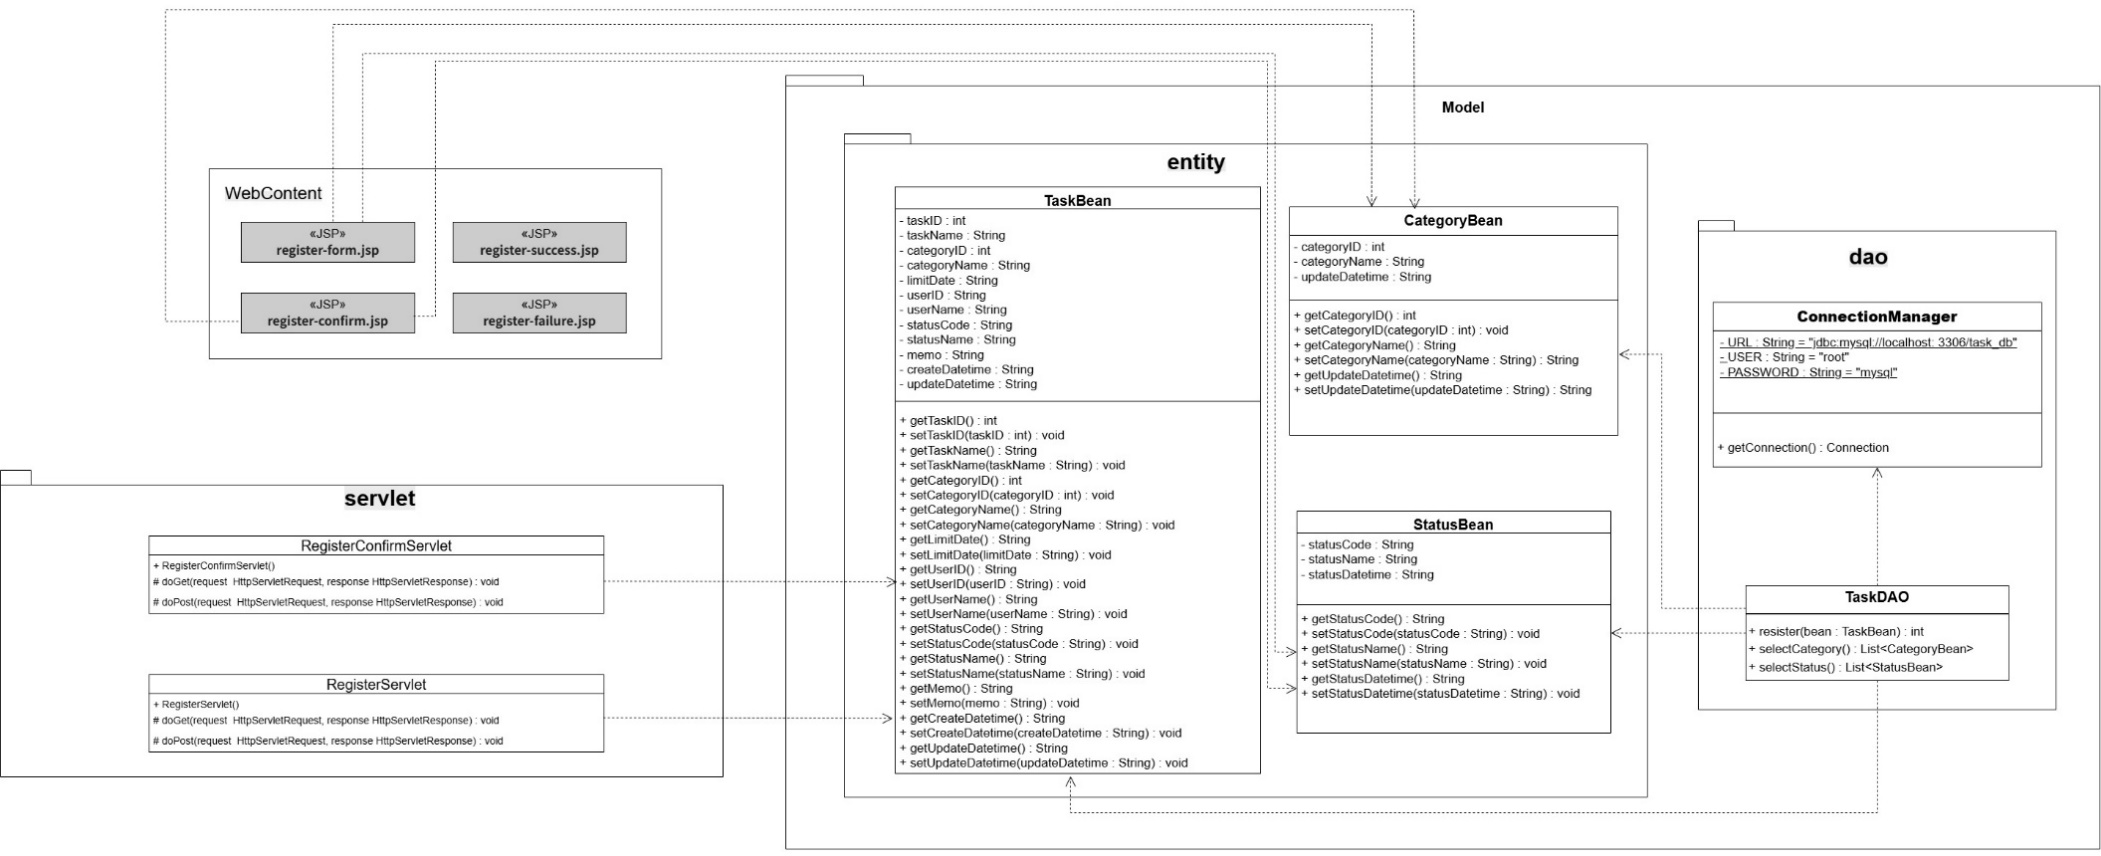 Model
WebContent
«JSP»
register-form.jsp
«JSP»
register-success.jsp
«JSP»
register-confirm.jsp
«JSP»
register-failure.jsp
servlet
RegisterConfirmServlet
+ RegisterConfirmServlet()
# doGet(request HttpServletRequest, response HttpServletResponse) : void
# doPost(request HttpServletRequest, response HttpServletResponse) : void
RegisterServlet
+ RegisterServlet()
# doGet(request HttpServletRequest, response HttpServletResponse) : void
# doPost(request HttpServletRequest, response HttpServletResponse) : void
entity
TaskBean
- taskID : int
- taskName : String
- categoryID : int
- categoryName : String
- limitDate : String
- userID : String
- userName : String
- statusCode : String
- statusName : String
- memo : String
- createDatetime : String
- updateDatetime : String
+ getTaskID() : int
+ setTaskID(taskID : int) : void
+ getTaskName() : String
+ setTaskName(taskName : String) : void
+ getCategoryID() : int
+ setCategoryID(categoryID : int) : void
+ getCategoryName() : String
+ setCategoryName(categoryName : String) : void
+ getLimitDate() : String
+ setLimitDate(limitDate : String) : void
+ getUserID() : String
+ setUserID(userID : String) : void
+ getUserName() : String
+ setUserName(userName : String) : void
+ getStatusCode() : String
+ setStatusCode(statusCode : String) : void
+ getStatusName() : String
+ setStatusName(statusName : String) : void
+ getMemo() : String
+ setMemo(memo : String) : void
+ getCreateDatetime() : String
+ setCreateDatetime(createDatetime : String) : void
+ getUpdateDatetime() : String
+ setUpdateDatetime(updateDatetime : String) : void
CategoryBean
- categoryID : int
- categoryName : String
- updateDatetime : String
+ getCategoryID() : int
+ setCategoryID(categoryID : int) : void
+ getCategoryName() : String
+ setCategoryName(categoryName : String) : String
+ getUpdateDatetime() : String
+ setUpdateDatetime(updateDatetime : String) : String
StatusBean
- statusCode : String
- statusName : String
- statusDatetime : String
+ getStatusCode() : String
+ setStatusCode(statusCode : String) : void
+ getStatusName() : String
+ setStatusName(statusName : String) : void
+ getStatusDatetime() : String
+ setStatusDatetime(statusDatetime : String) : void
dao
ConnectionManager
- URL : String = "jdbc:mysql://localhost: 3306/task_db"
- USER : String = "root"
- PASSWORD : String = "mysql"
+ getConnection() : Connection
TaskDAO
+ resister(bean : TaskBean) : int
+ selectCategory() : List<CategoryBean>
+ selectStatus() : List<StatusBean>